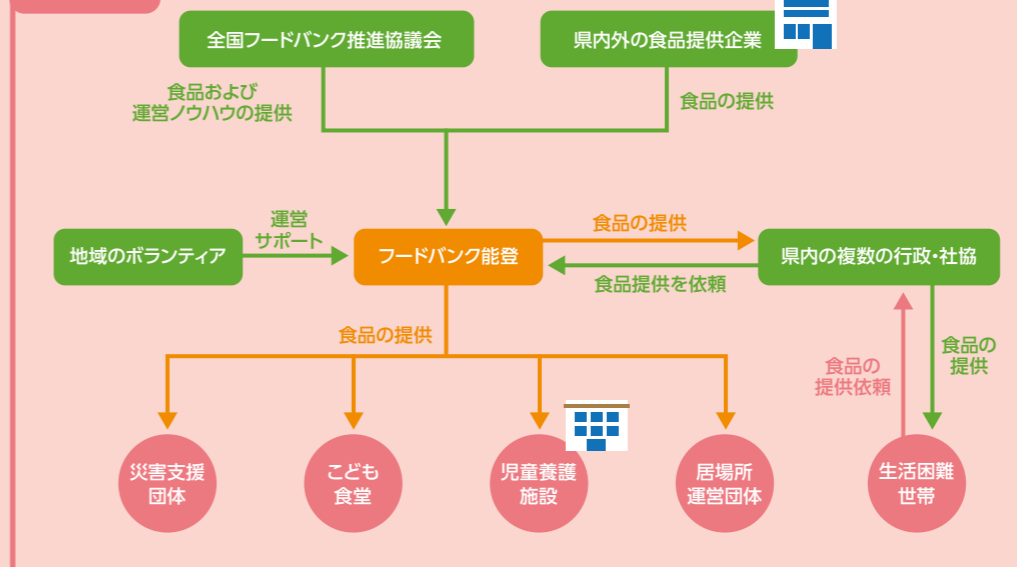 全国フードバンク推進協議会
県内外の食品提供企業
食品および
運営ノウハウの提供
食品の提供
地域のボランティア
運営
サポート
フードバンク能登
食品の提供
食品提供を依頼
県内の複数の行政・社協
食品の提供
食品の
提供依頼
食品の
提供
災害支援
団体
こども
食堂
児童養護
施設
居場所
運営団体
生活困難
世帯